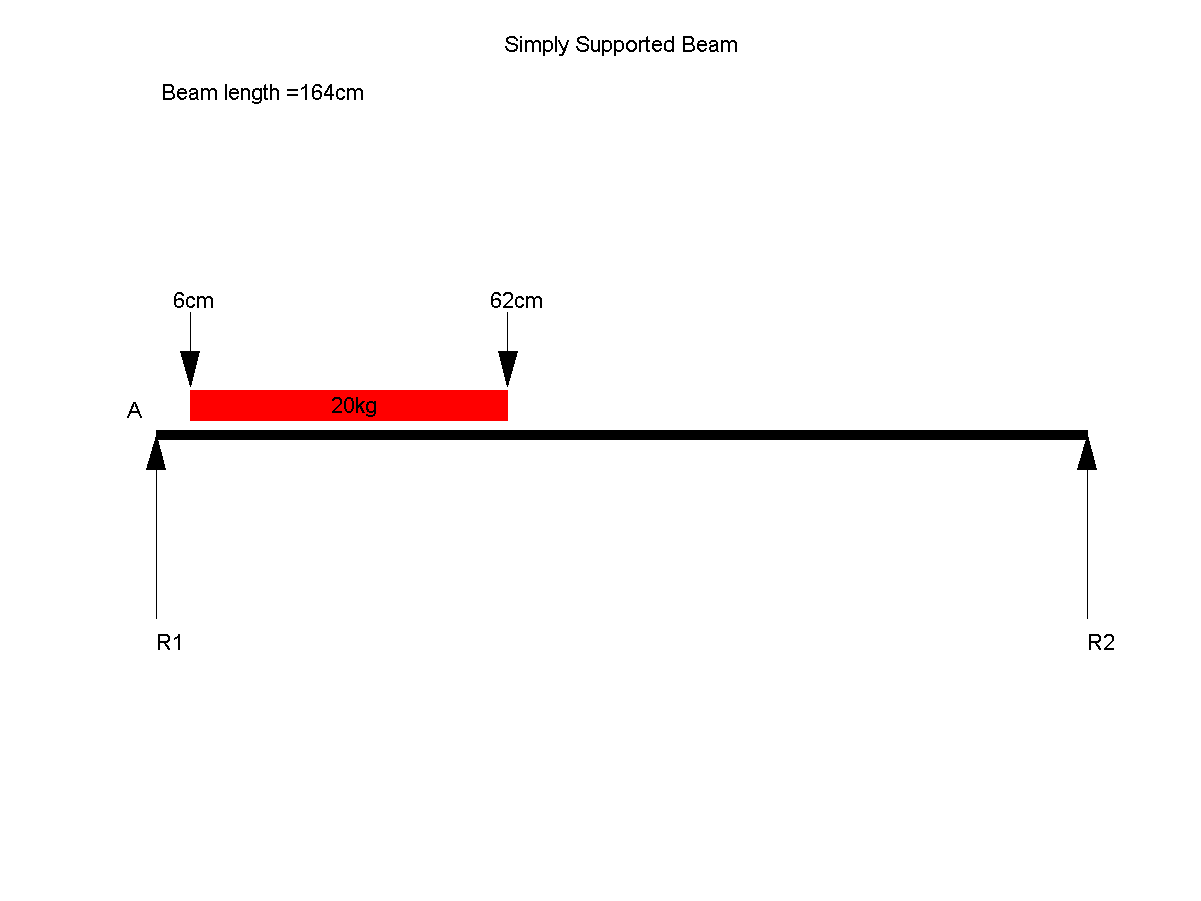 Simply Supported Beam
Beam length =164cm
6cm
62cm
20kg
A
R1
R2